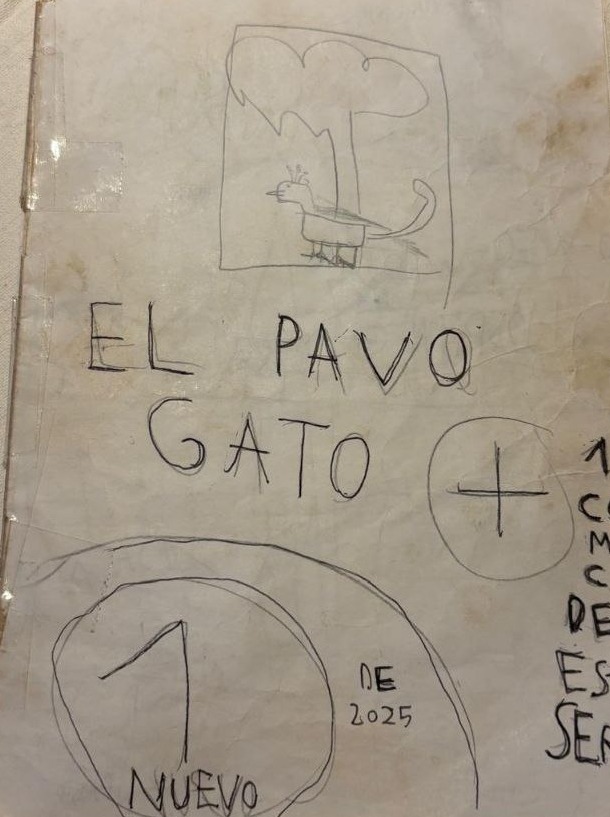 EL PAVO
GATO
+
1
DE
2025
NUEVO
DE